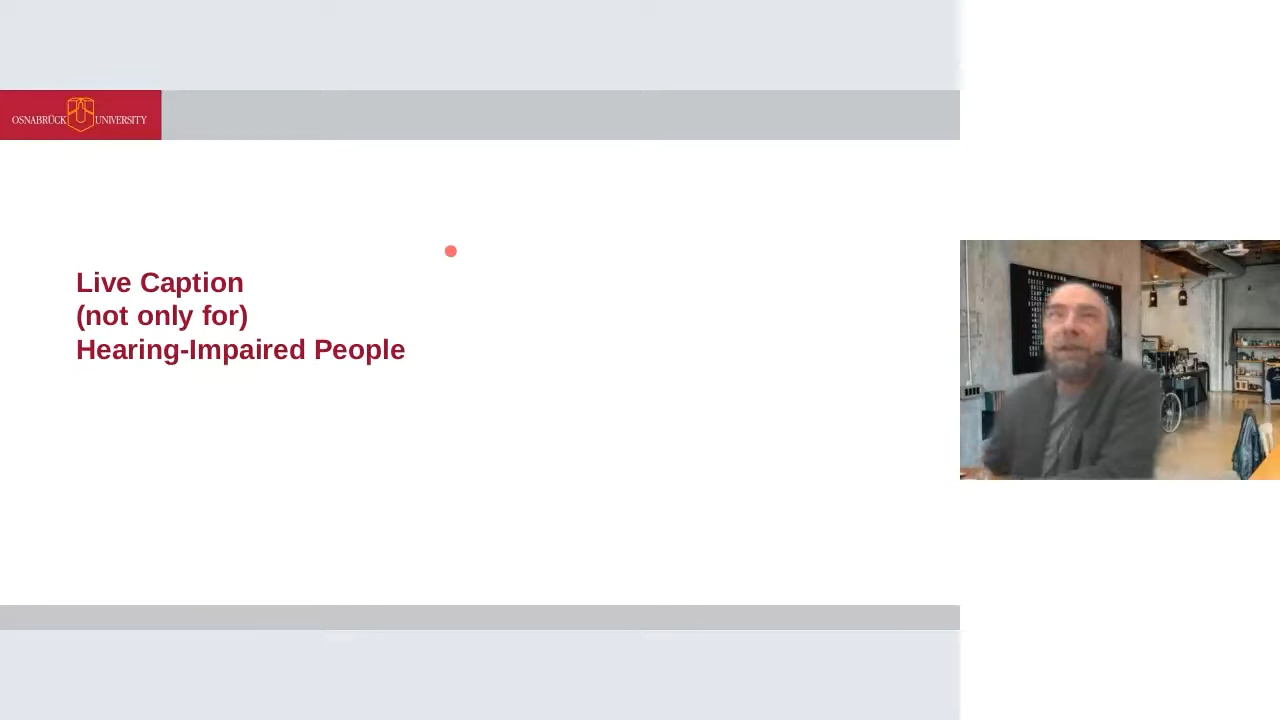 OSNABRÜCK UNIVERSITY
Live Caption
(not only for)
Hearing-Impaired People